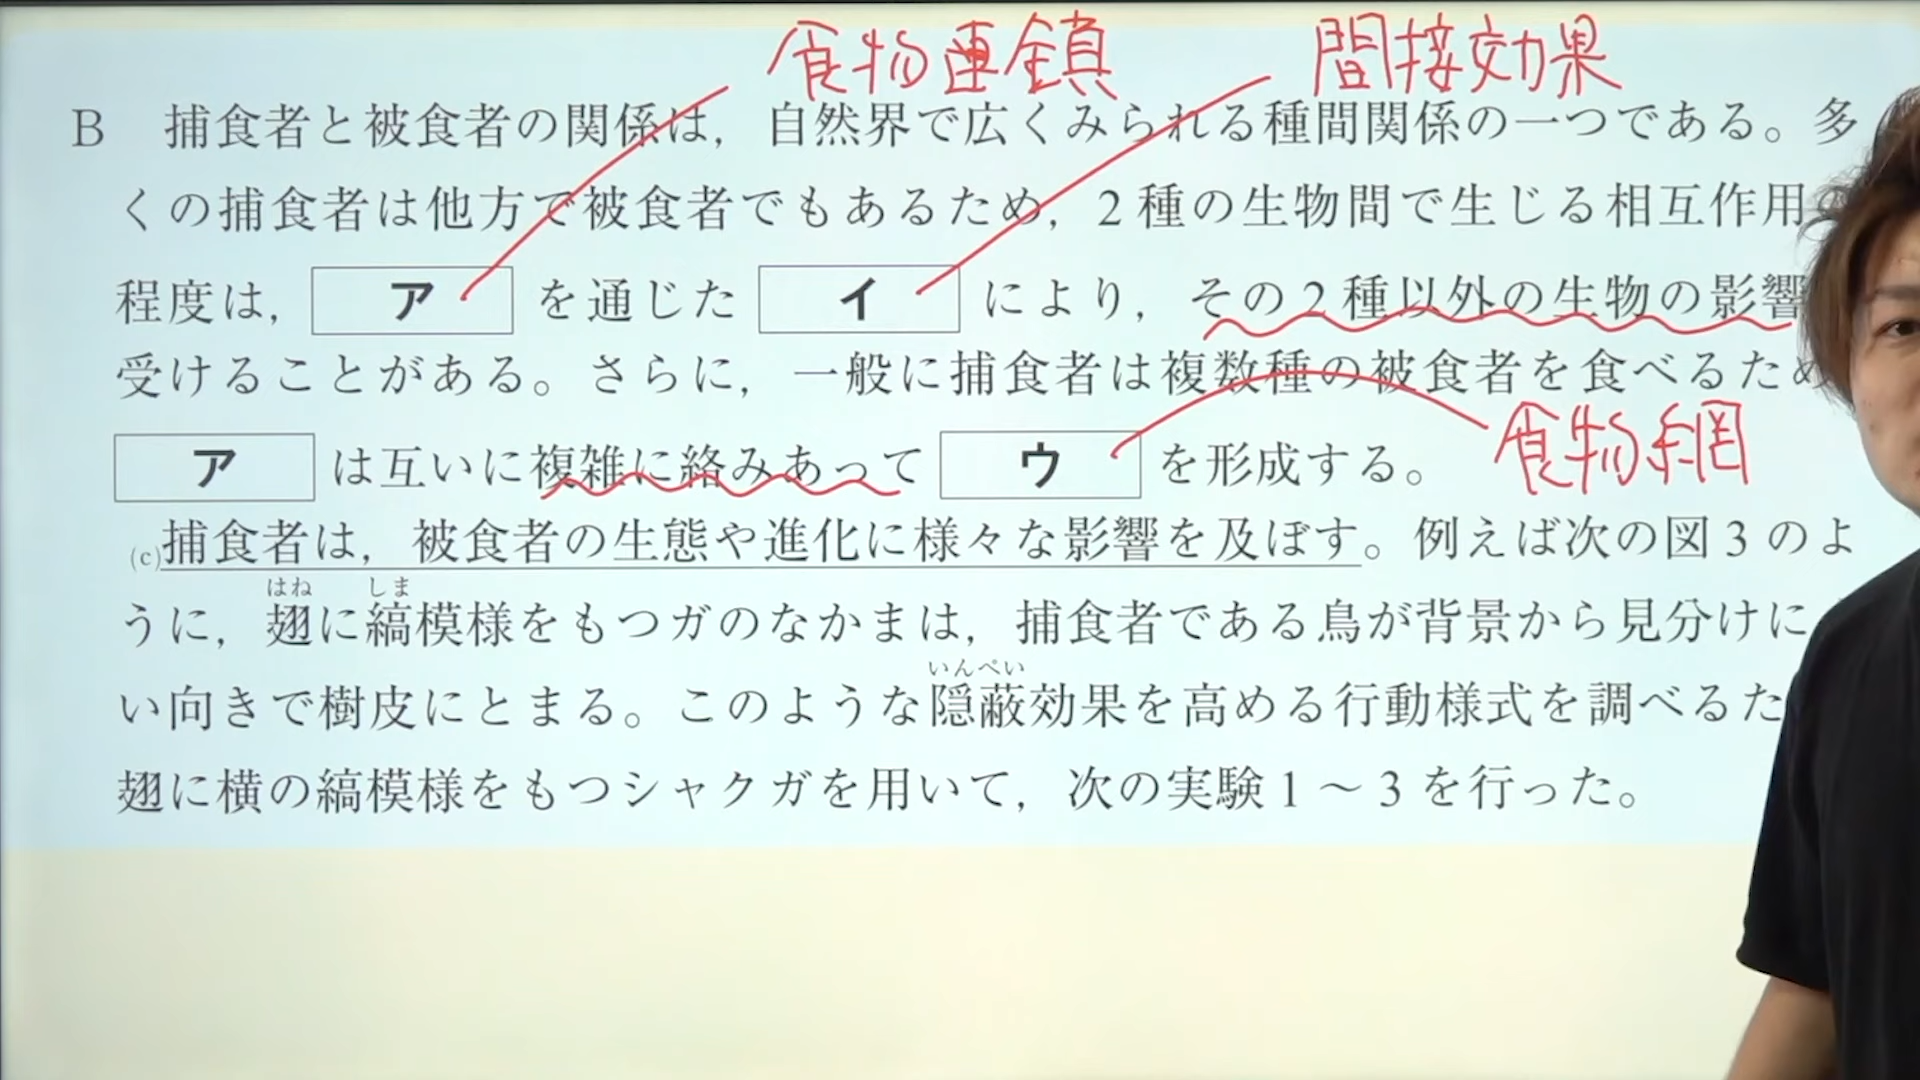 食物連鎖
間接効果
B 捕食者と被食者の関係は，自然界で広くみられる種間関係の一つである。多
くの捕食者は他方で被食者でもあるため，2種の生物間で生じる相互作用の
程度は，ア を通じた イ により，その2種以外の生物の影響
受けることがある。さらに，一般に捕食者は複数種の被食者を食べるため
ア は互いに複雑に絡みあって ウ を形成する。
食物網
(c)捕食者は，被食者の生態や進化に様々な影響を及ぼす。例えば次の図3のよ
はね しま
うに，翅に縞模様をもつガのなかまは，捕食者である鳥が背景から見分けに
いんぺい
い向きで樹皮にとまる。このような隠蔽効果を高める行動様式を調べるた
翅に横の縞模様をもつシャクガを用いて，次の実験1～3を行った。